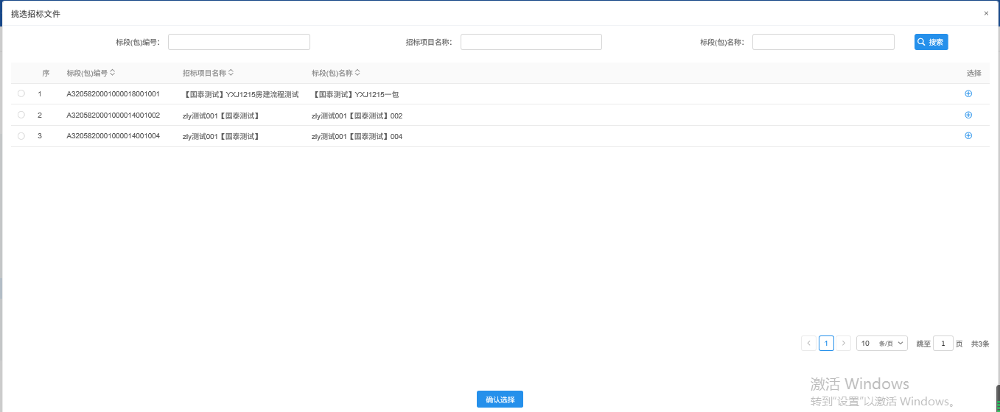 挑选招标文件 ×
标段(包)编号： 招标项目名称： 标段(包)名称： 搜索
序 标段(包)编号 招标项目名称 标段(包)名称 选择
1 A3205820001000018001001 【国泰测试】YXJ1215房建流程测试 【国泰测试】YXJ1215一包
2 A3205820001000014001002 zly测试001【国泰测试】 zly测试001【国泰测试】002
3 A3205820001000014001004 zly测试001【国泰测试】 zly测试001【国泰测试】004
1 10 条/页 跳至 1 页 共3条
激活 Windows
转到“设置”以激活 Windows。
确认选择